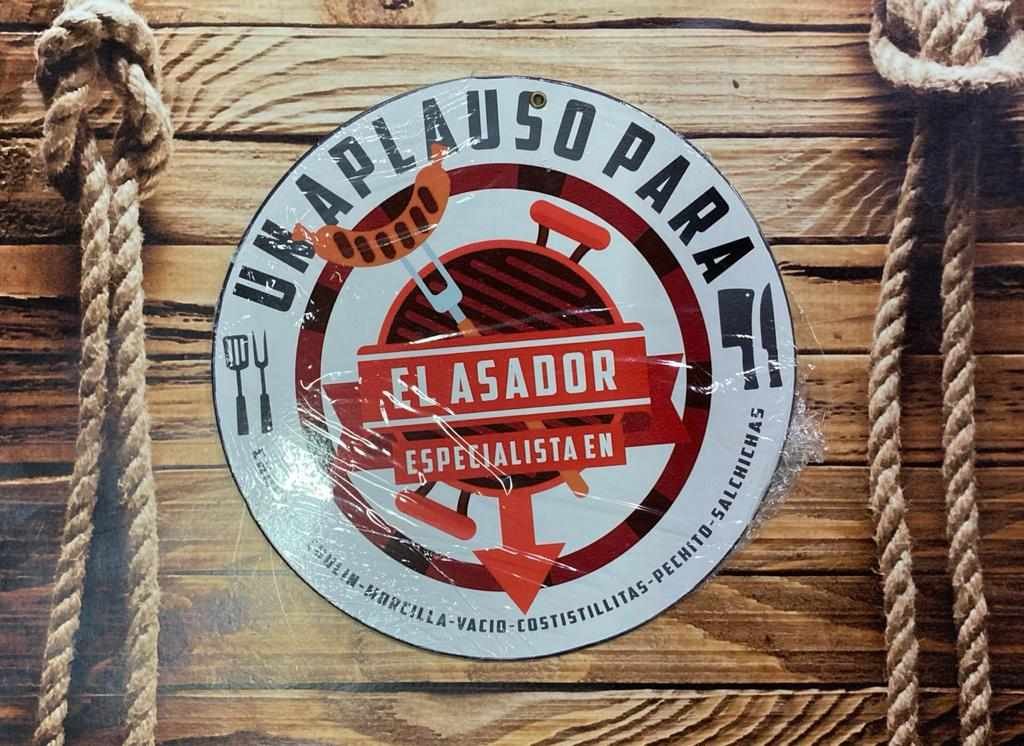 UN APLAUSO PARA
EL ASADOR
ESPECIALISTA EN
-MORCILLA-VACIO-COSTISTILLITAS-PECHITO-SALCHICHAS